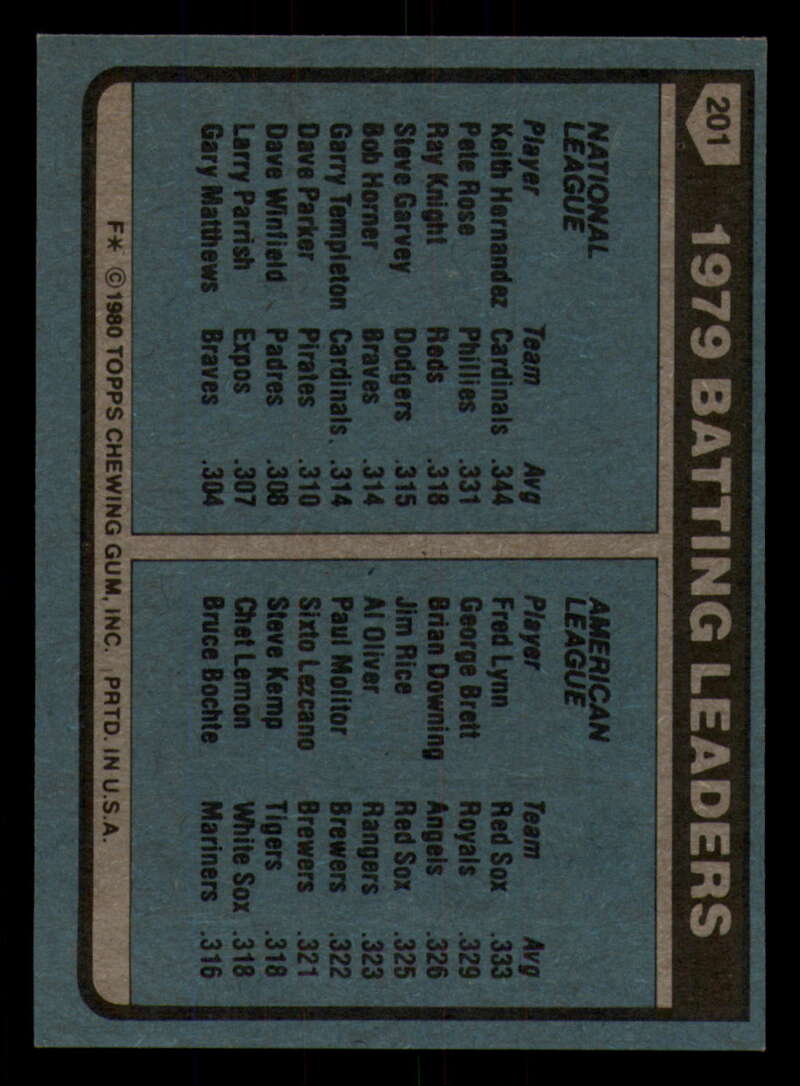 201
1979 BATTING LEADERS
NATIONAL
LEAGUE
Player Team Avg
Keith Hernandez Cardinals .344
Pete Rose Phillies .331
Ray Knight Reds .318
Steve Garvey Dodgers .315
Bob Horner Braves .314
Garry Templeton Cardinals. .314
Dave Parker Pirates .310
Dave Winfield Padres .308
Larry Parrish Expos .307
Gary Matthews Braves .304
AMERICAN
LEAGUE
Player Team Avg
Fred Lynn Red Sox .333
George Brett Royals .329
Brian Downing Angels .326
Jim Rice Red Sox .325
Al Oliver Rangers .323
Paul Molitor Brewers .322
Sixto Lezcano Brewers .321
Steve Kemp Tigers .318
Chet Lemon White Sox .318
Bruce Bochte Mariners .316
F* © 1980 TOPPS CHEWING GUM, INC. PRTD. IN U.S.A.